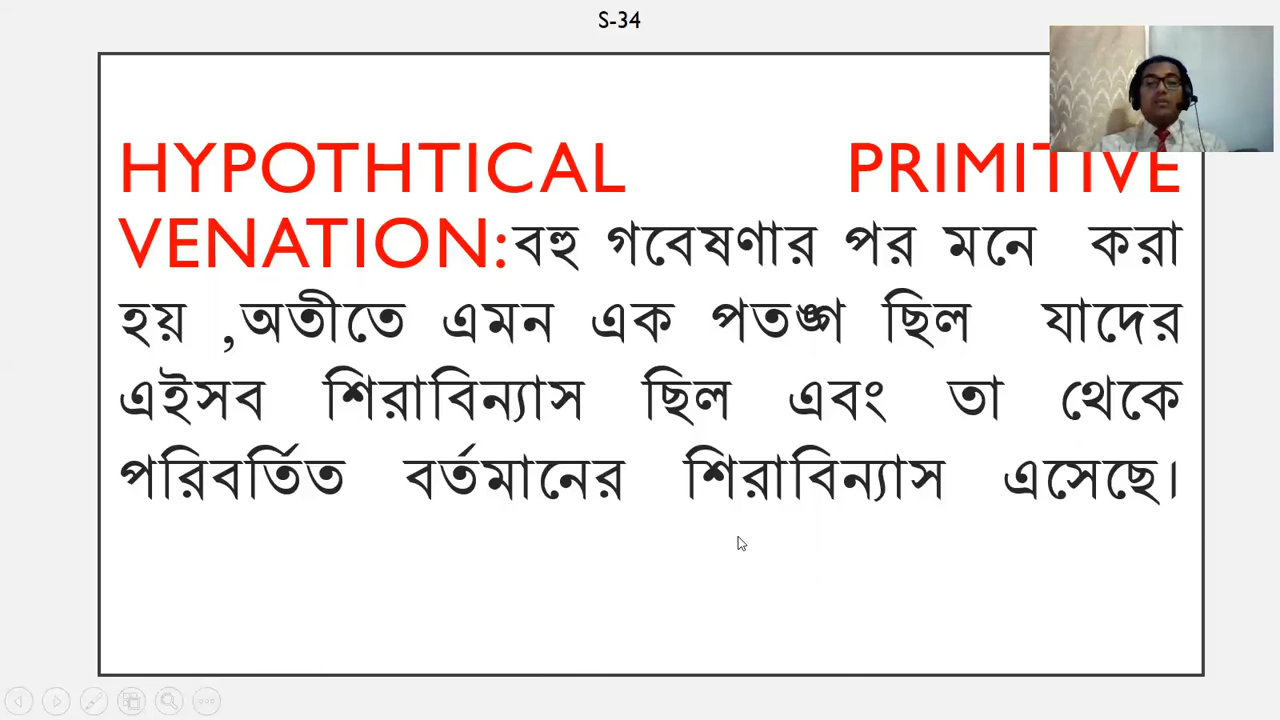 S-34
HYPOTHTICAL PRIMITIVE
VENATION:বহু গবেষণার পর মনে করা
হয় ,অতীতে এমন এক পতঙ্গ ছিল যাদের
এইসব শিরাবিন্যাস ছিল এবং তা থেকে
পরিবর্তিত বর্তমানের শিরাবিন্যাস এসেছে।